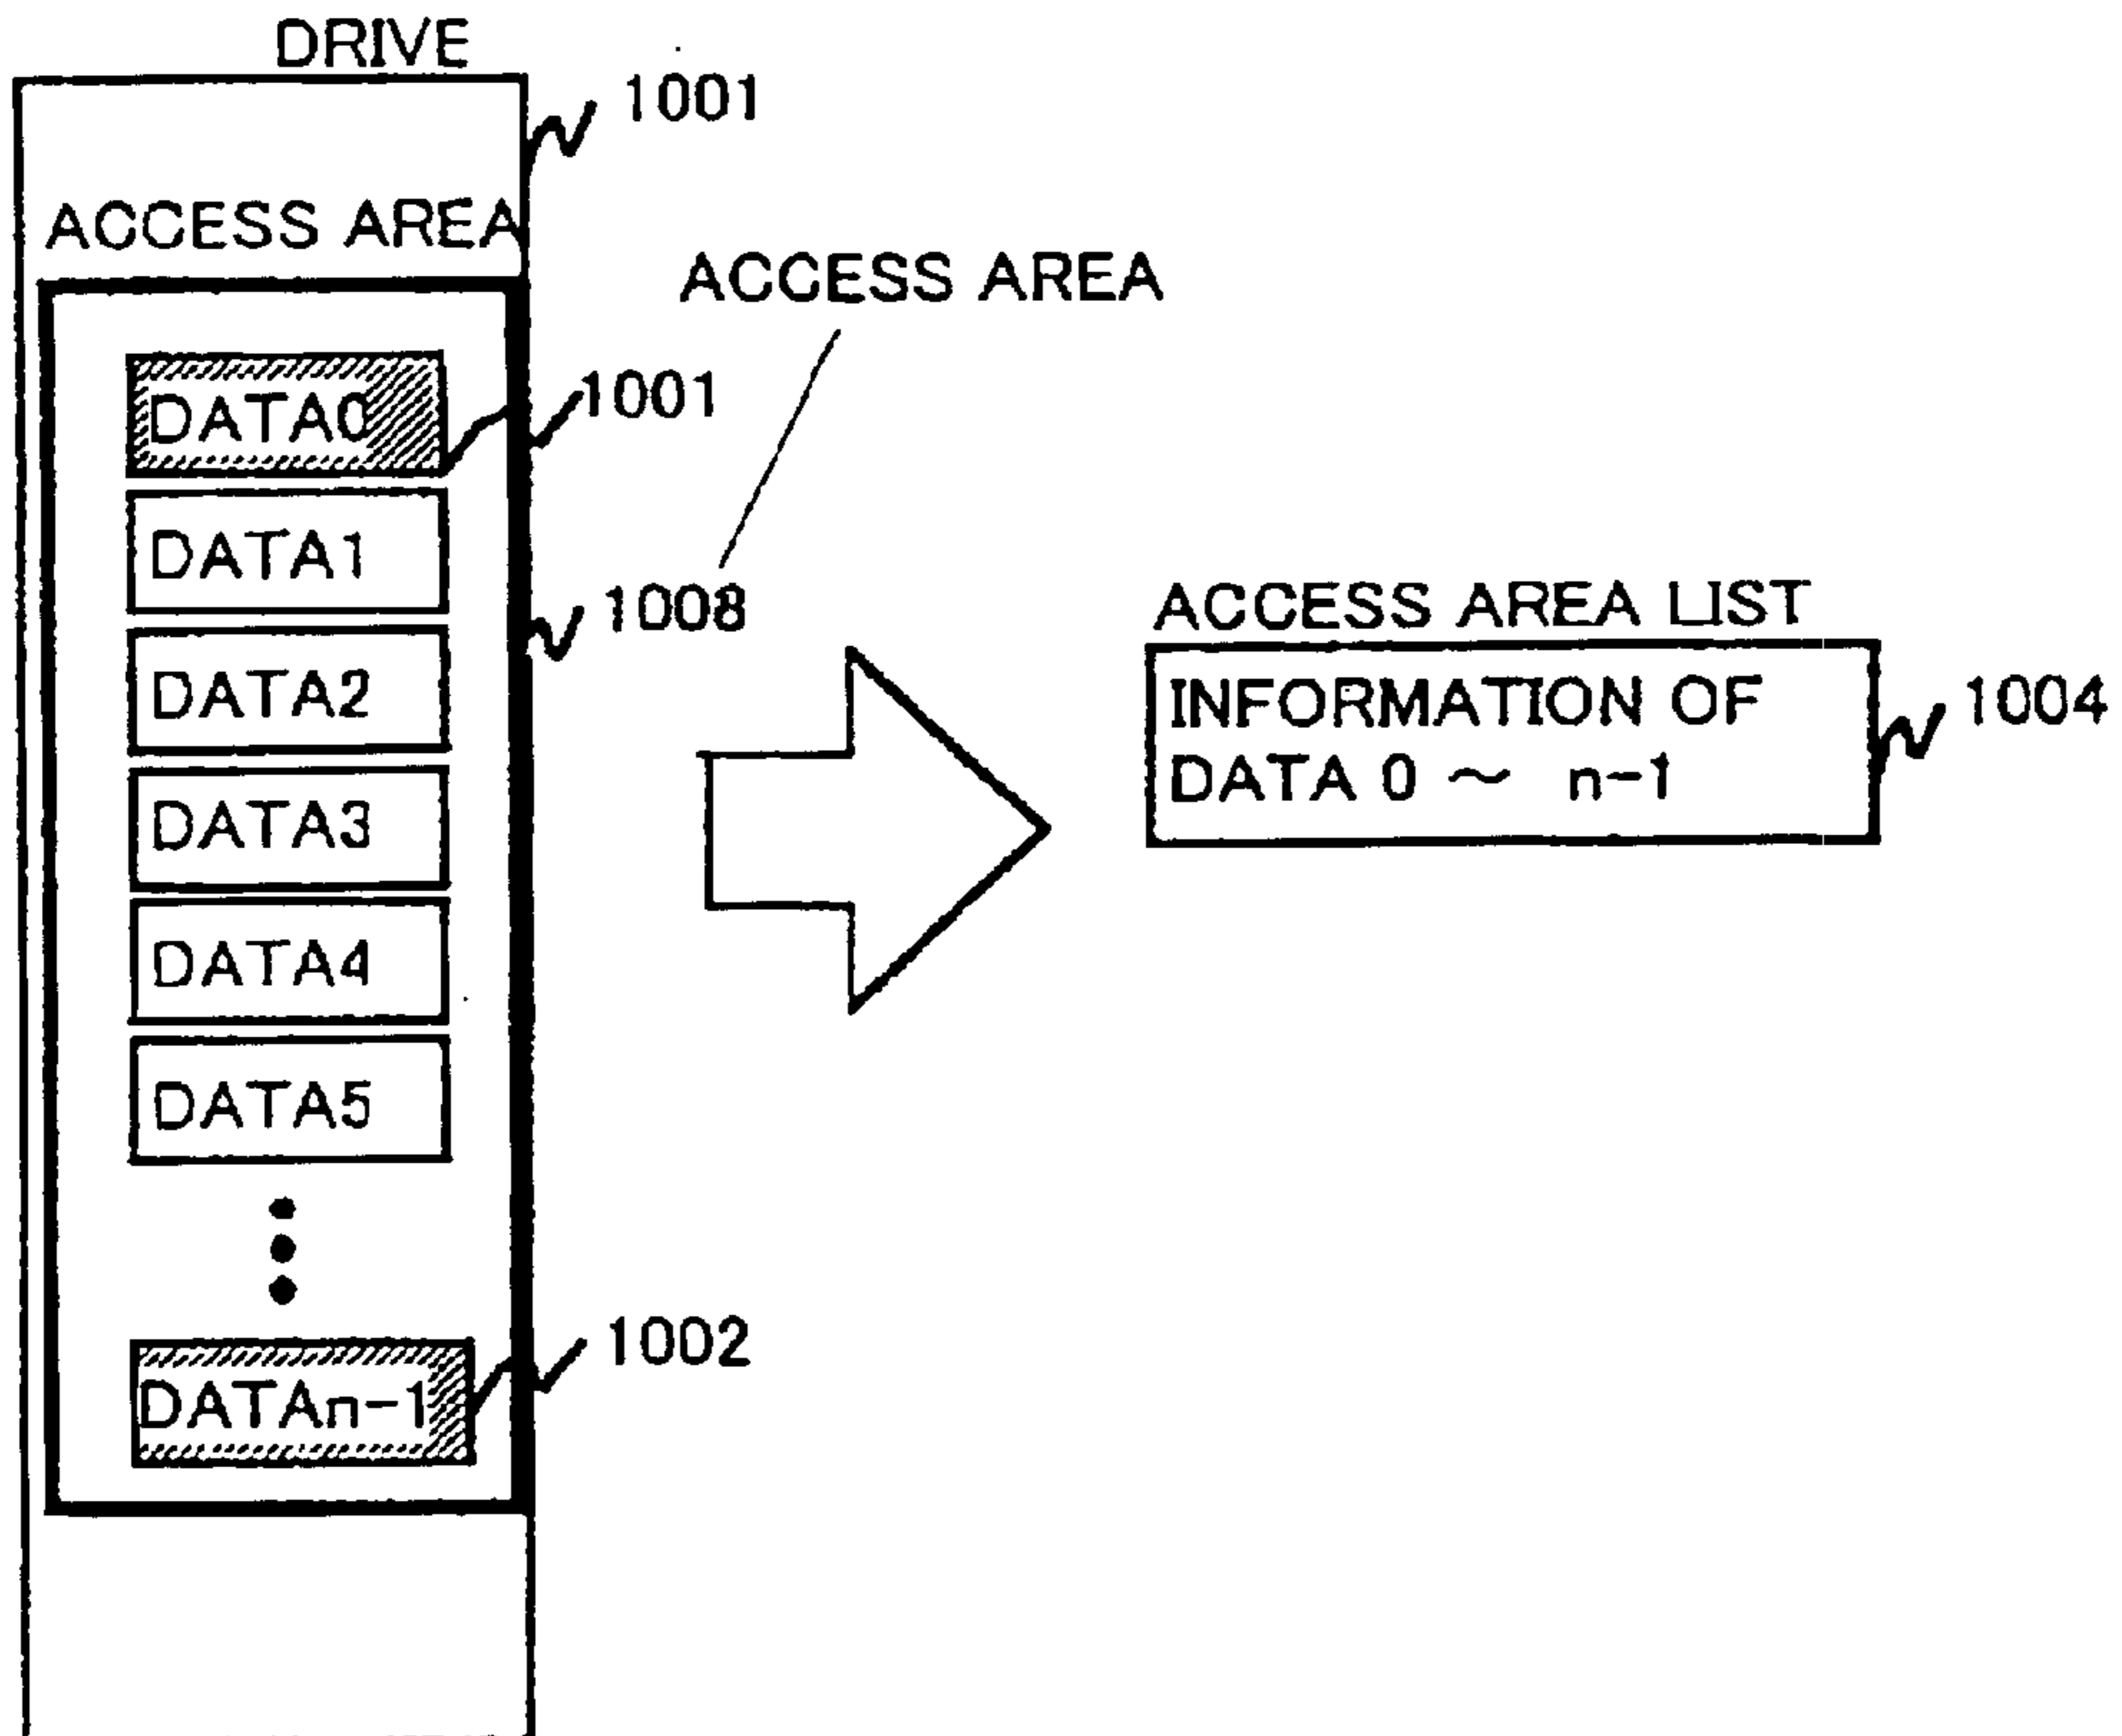 DRIVE
1001
ACCESS AREA
ACCESS AREA
DATA0
1001
DATA1
1008
DATA2
DATA3
DATA4
DATA5
DATAn-1
1002
ACCESS AREA LIST
INFORMATION OF
DATA 0 ～ n-1
1004